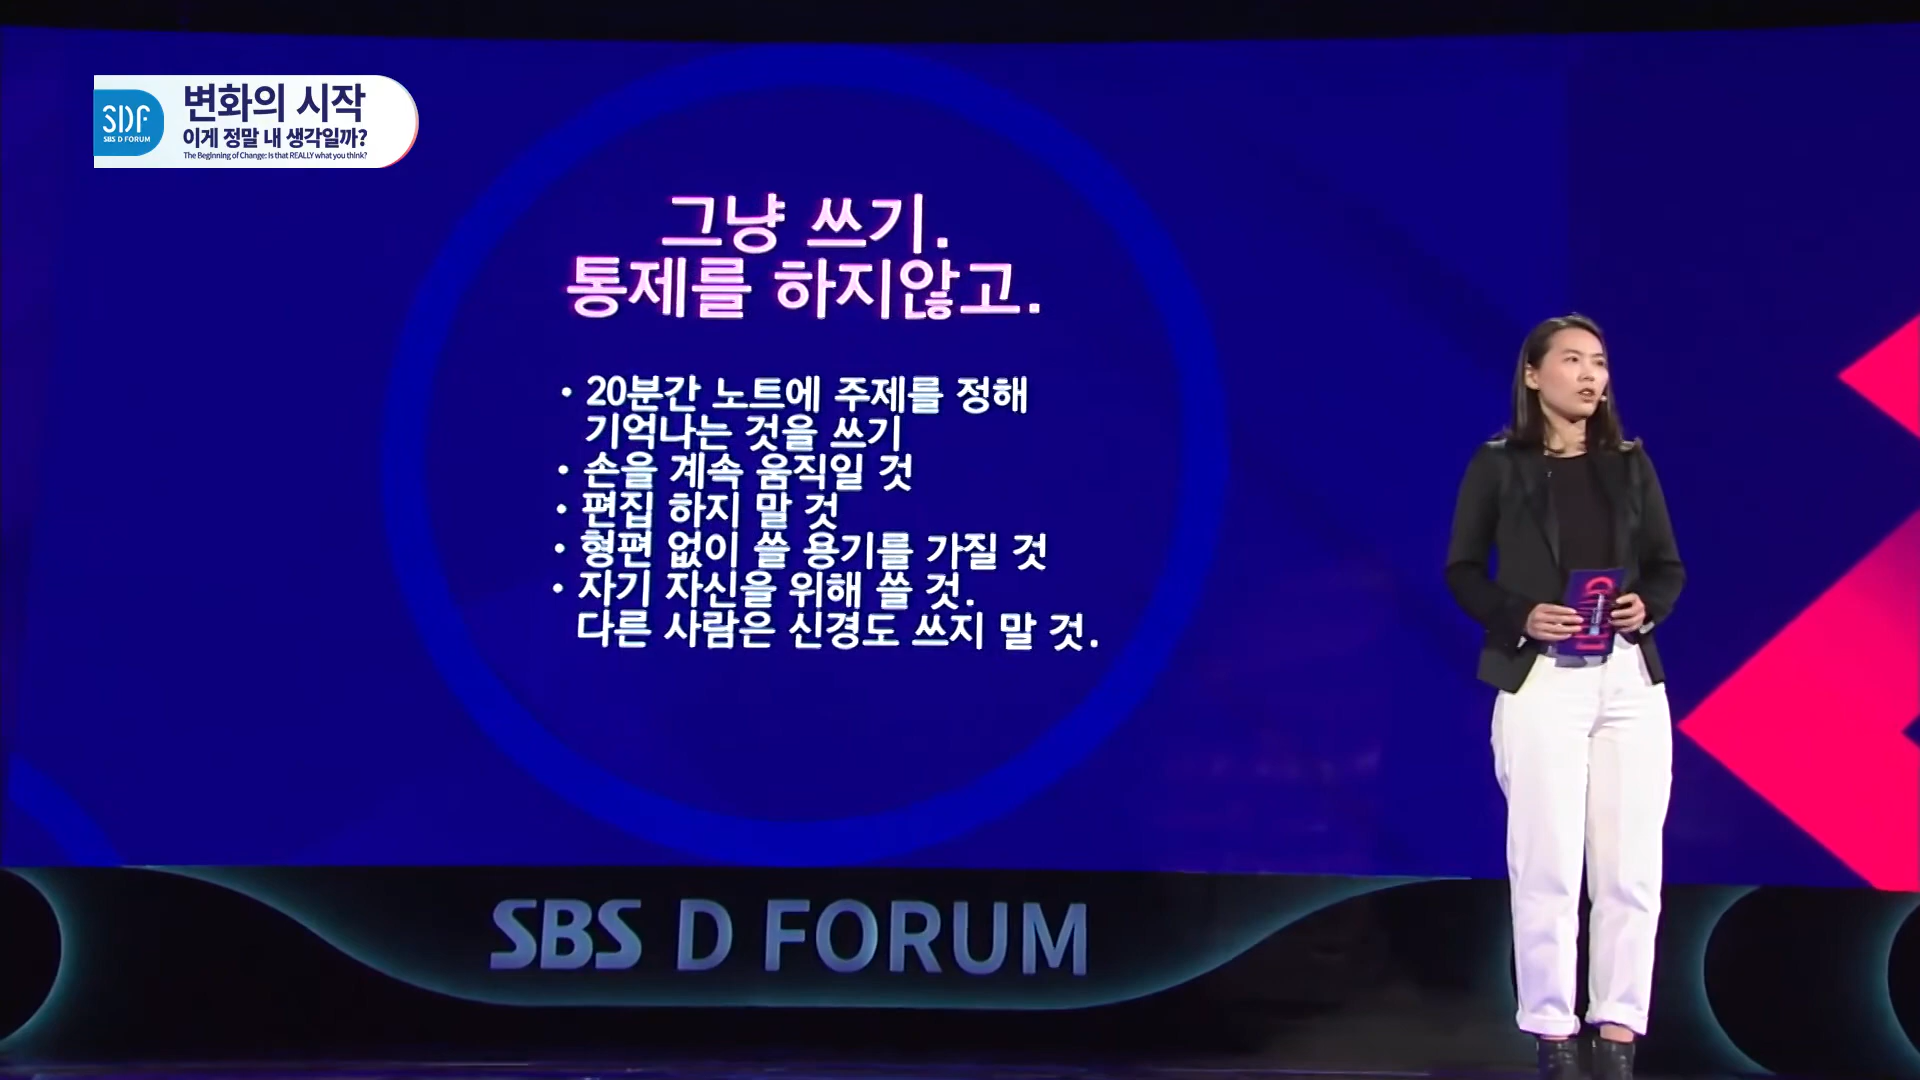 SDF
SBS D FORUM
변화의 시작
이게 정말 내 생각일까?
The Beginning of Change: Is that REALLY what you think?
그냥 쓰기.
통제를 하지않고.
• 20분간 노트에 주제를 정해
기억나는 것을 쓰기
• 손을 계속 움직일 것
• 편집 하지 말 것
• 형편 없이 쓸 용기를 가질 것
• 자기 자신을 위해 쓸 것.
다른 사람은 신경도 쓰지 말 것.
SBS D FORUM